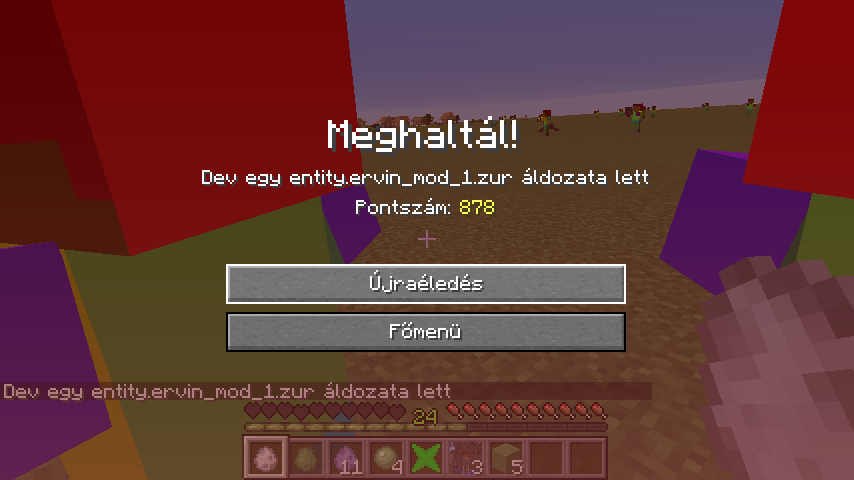 Meghaltál!
Dev egy entity.ervin_mod_1.zur áldozata lett
Pontszám: 878
Újraéledés
Főmenü
Dev egy entity.ervin_mod_1.zur áldozata lett
24
11 4 3 5